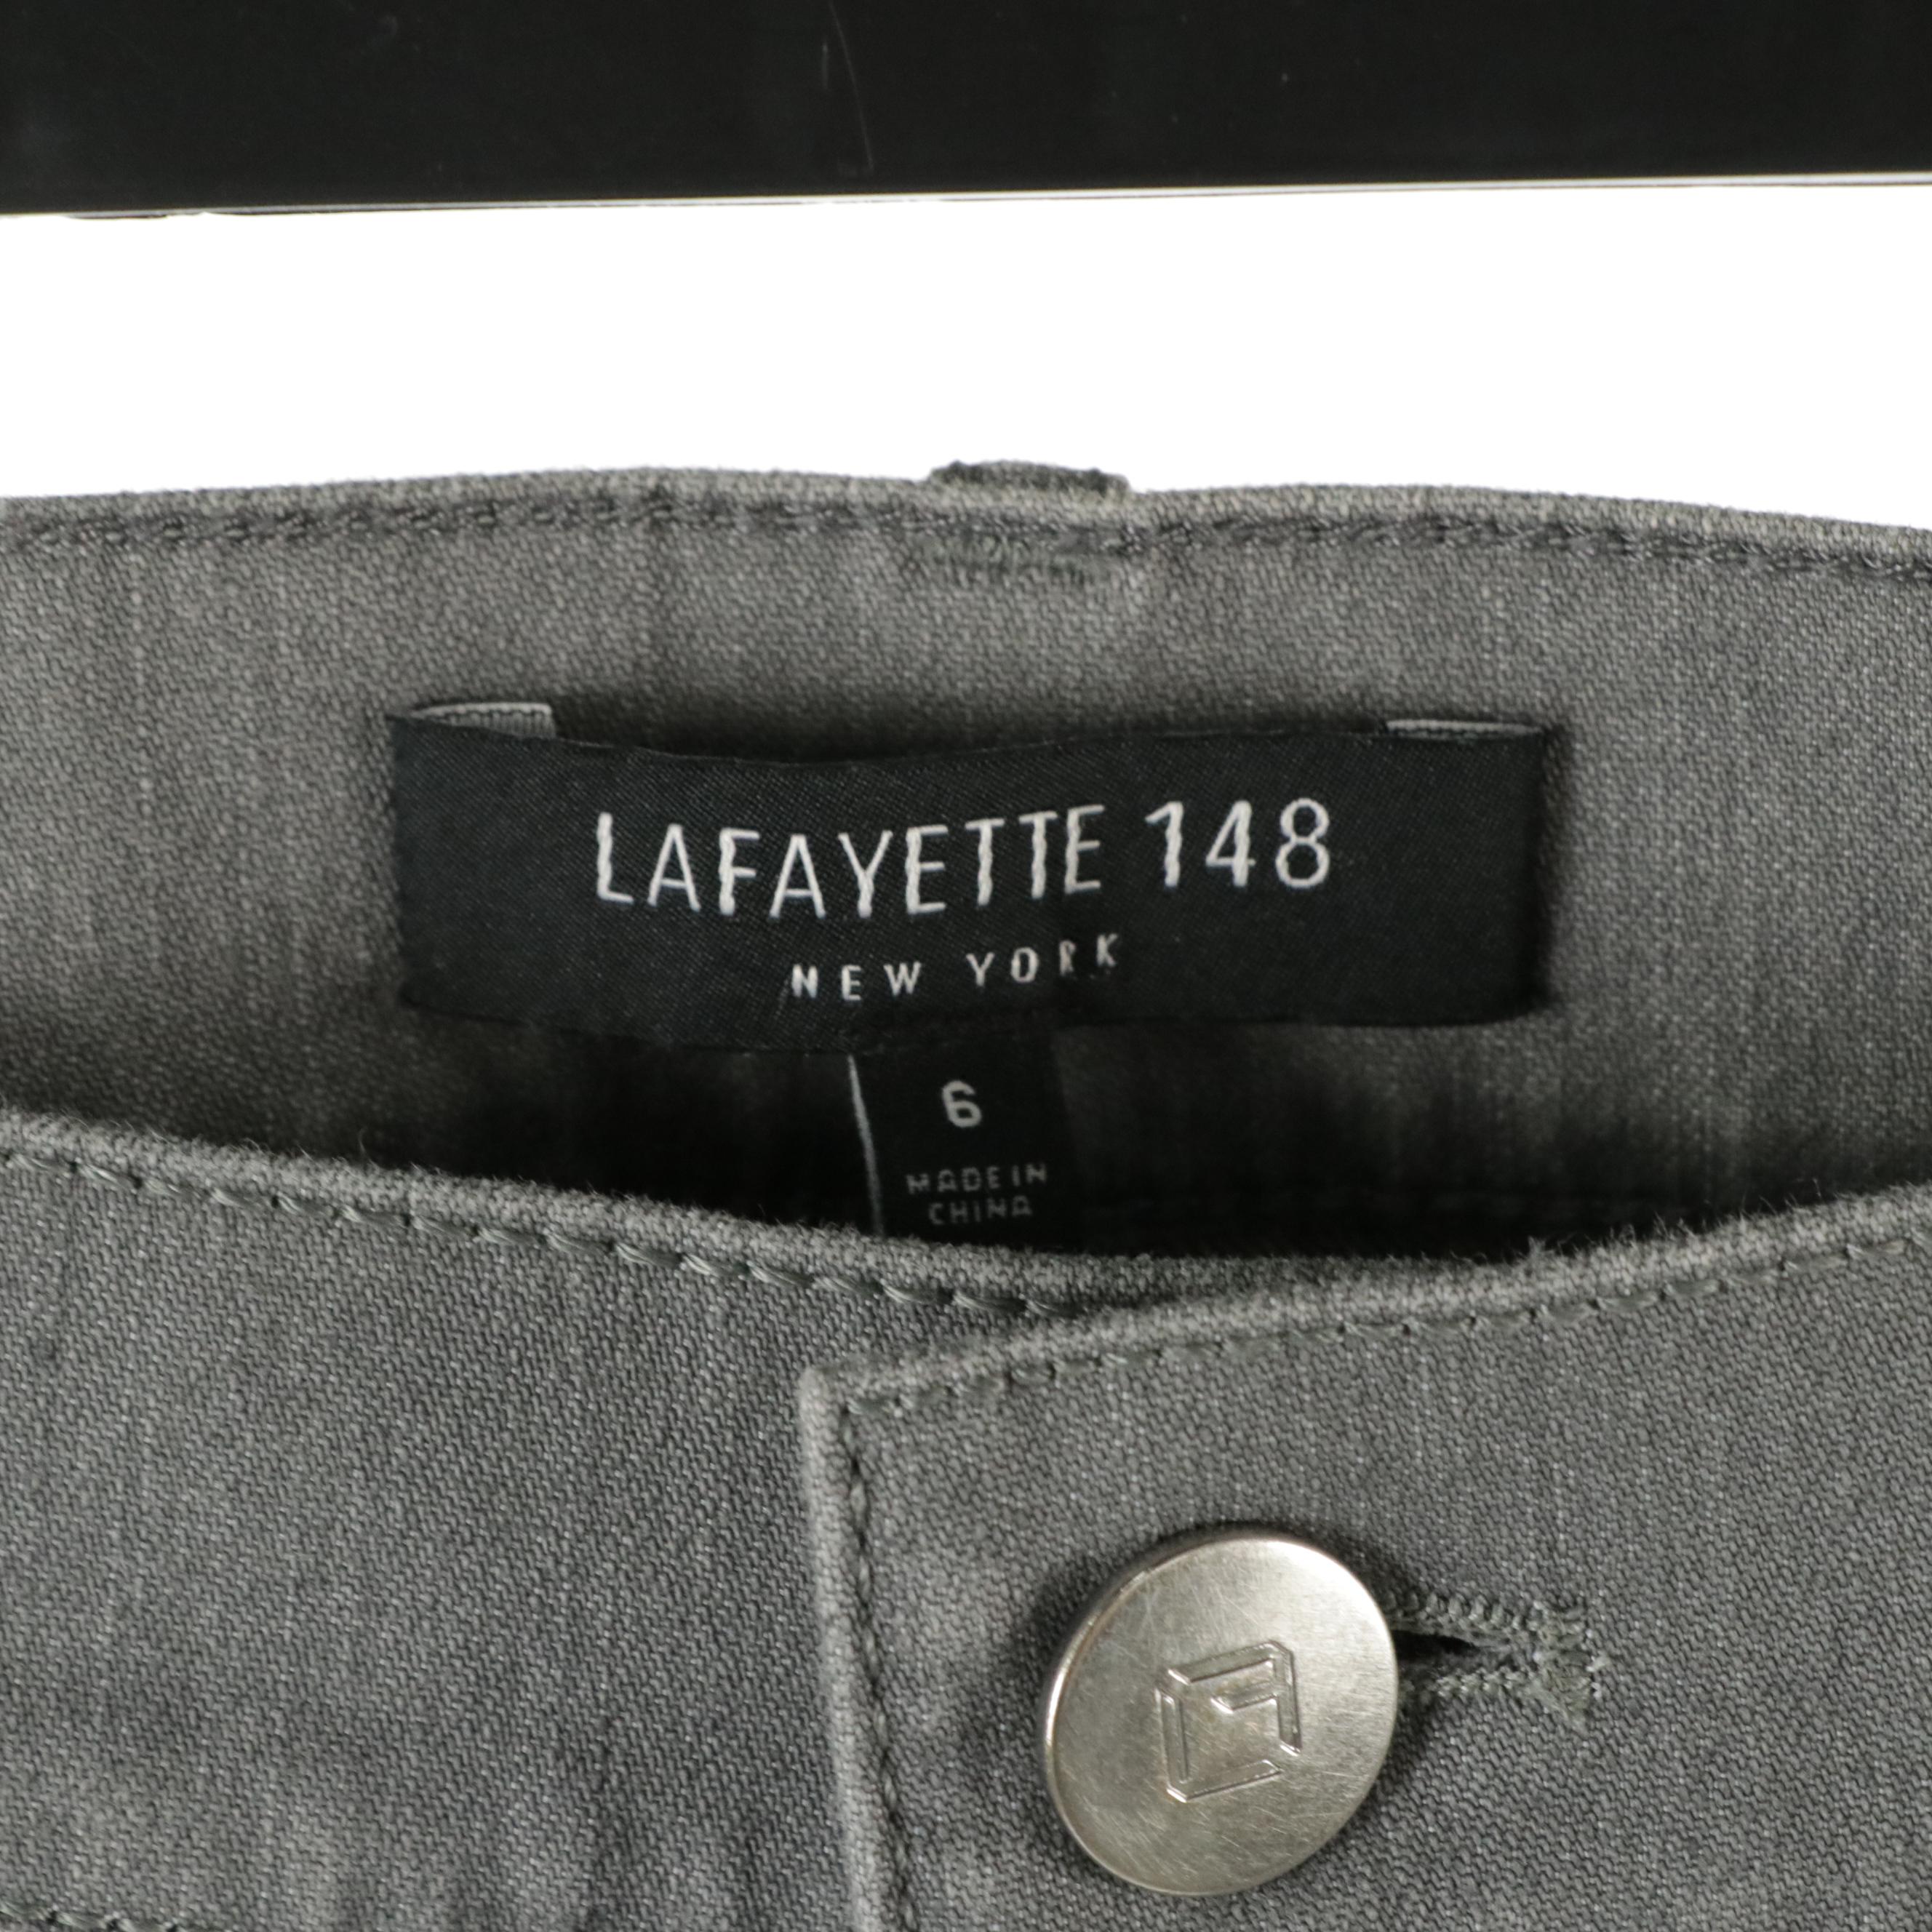 LAFAYETTE 148
NEW YORK
6
MADE IN
CHINA